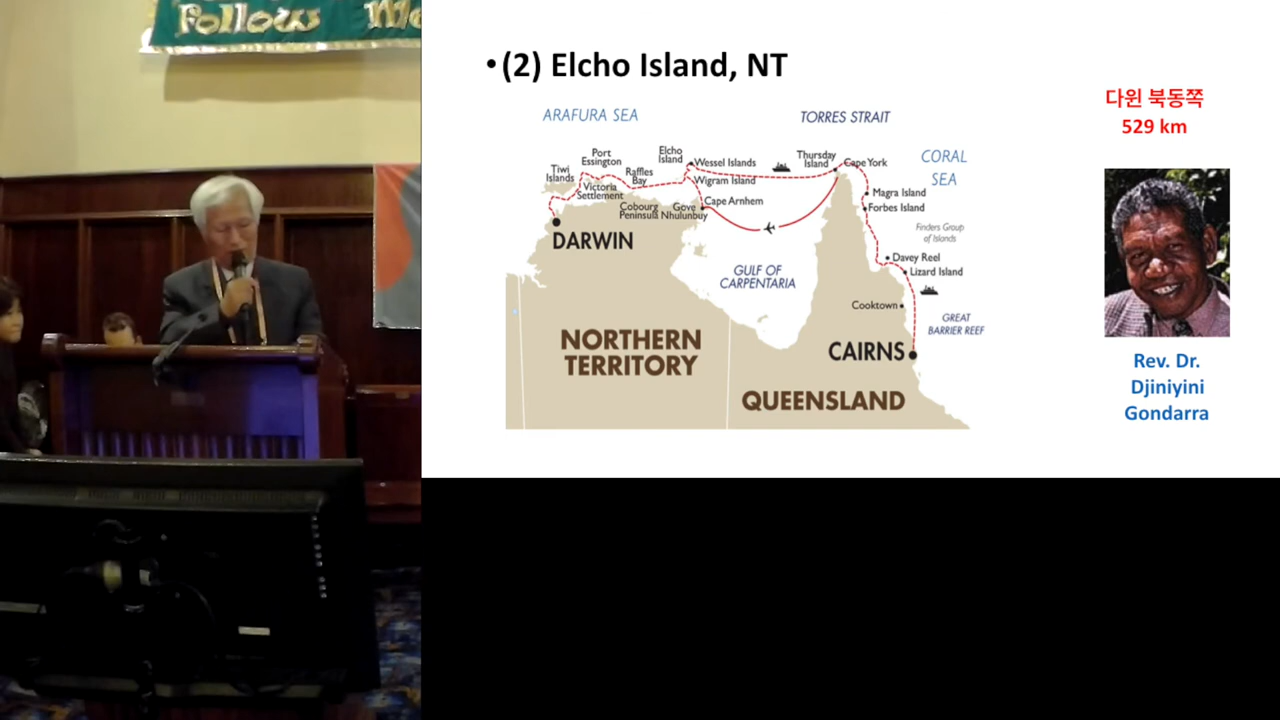 Follow Me
• (2) Elcho Island, NT
다윈 북동쪽
529 km
ARAFURA SEA
TORRES STRAIT
CORAL
SEA
Port
Essington
Elcho
Island
Wessel Islands
Thursday
Island
Cape York
Tiwi
Islands
Raffles
Bay
Wigram Island
Victoria
Settlement
Magra Island
Cobourg
Peninsula
Gove
Nhulunbuy
Cape Arnhem
Forbes Island
Finders Group
of Islands
DARWIN
Davey Reel
Lizard Island
GULF OF
CARPENTARIA
Cooktown
GREAT
BARRIER REEF
NORTHERN
TERRITORY
CAIRNS
QUEENSLAND
Rev. Dr.
Djiniyini
Gondarra